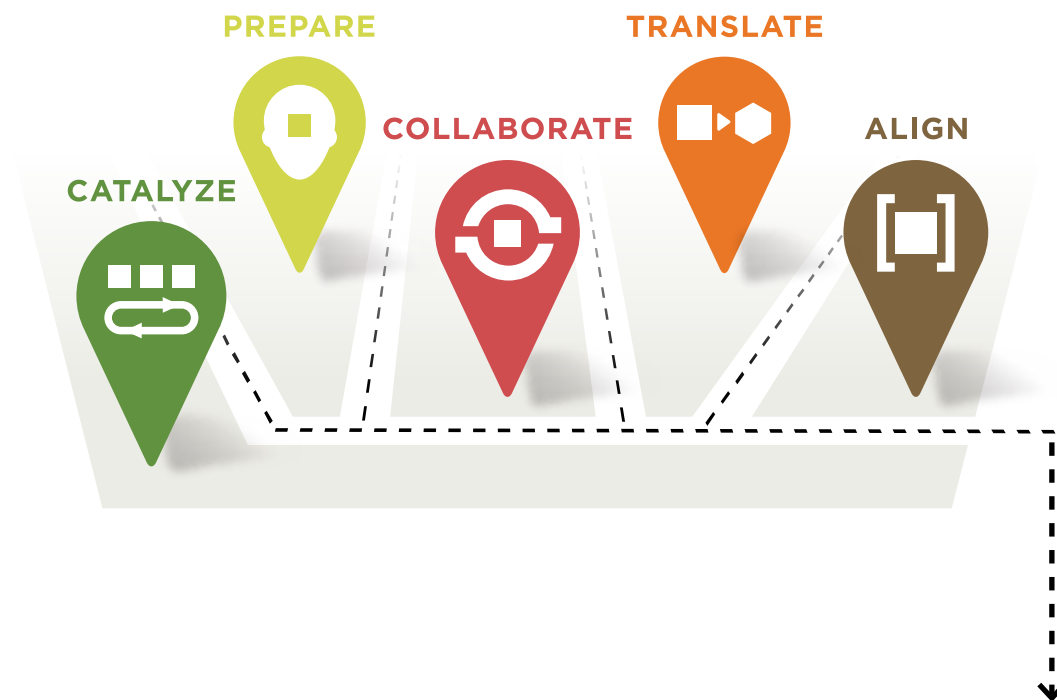 PREPARE
TRANSLATE
COLLABORATE
ALIGN
CATALYZE